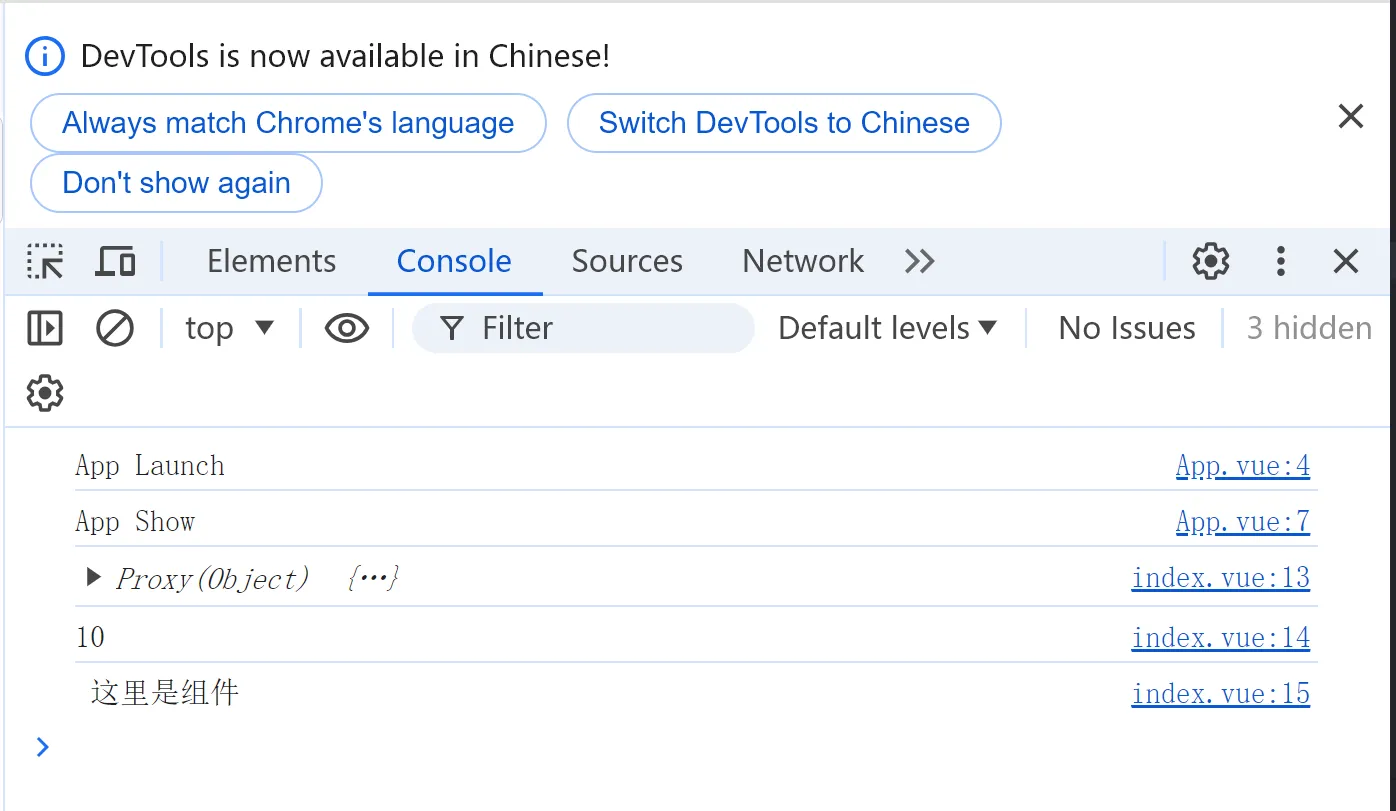 DevTools is now available in Chinese!
Always match Chrome's language Switch DevTools to Chinese
Don't show again
Elements Console Sources Network
top Filter Default levels No Issues 3 hidden
App Launch App.vue:4
App Show App.vue:7
Proxy(Object) {…} index.vue:13
10 index.vue:14
这里是组件 index.vue:15